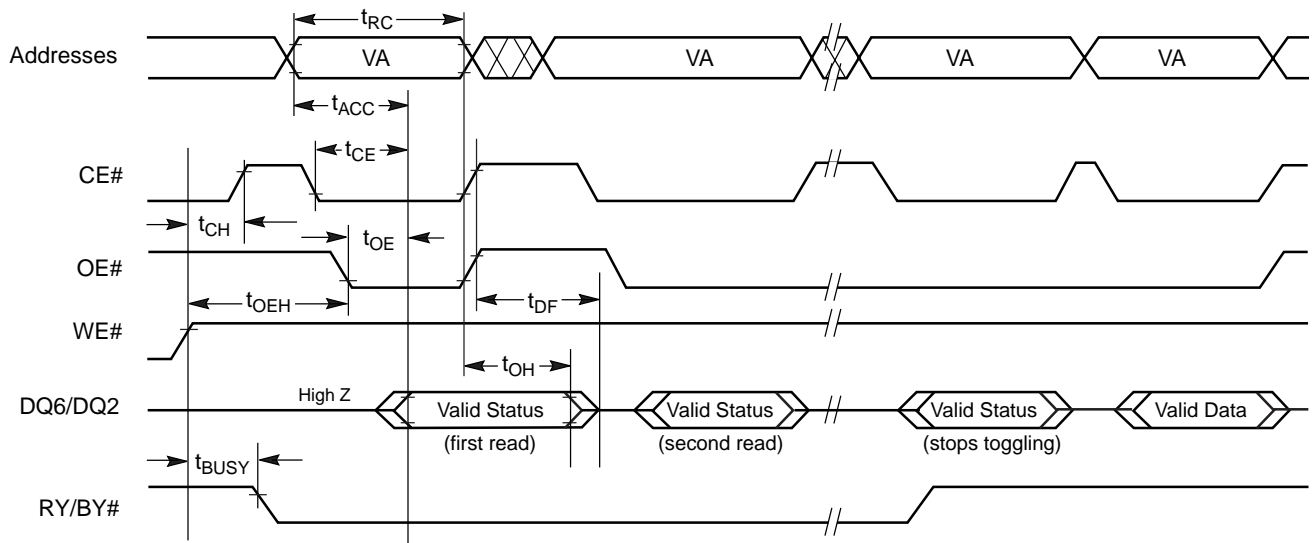 tRC
Addresses VA VA VA VA
tACC
tCE
CE#
tCH tOE
OE#
tOEH tDF
WE#
tOH
High Z
DQ6/DQ2 Valid Status Valid Status Valid Status Valid Data
(first read) (second read) (stops toggling)
tBUSY
RY/BY#